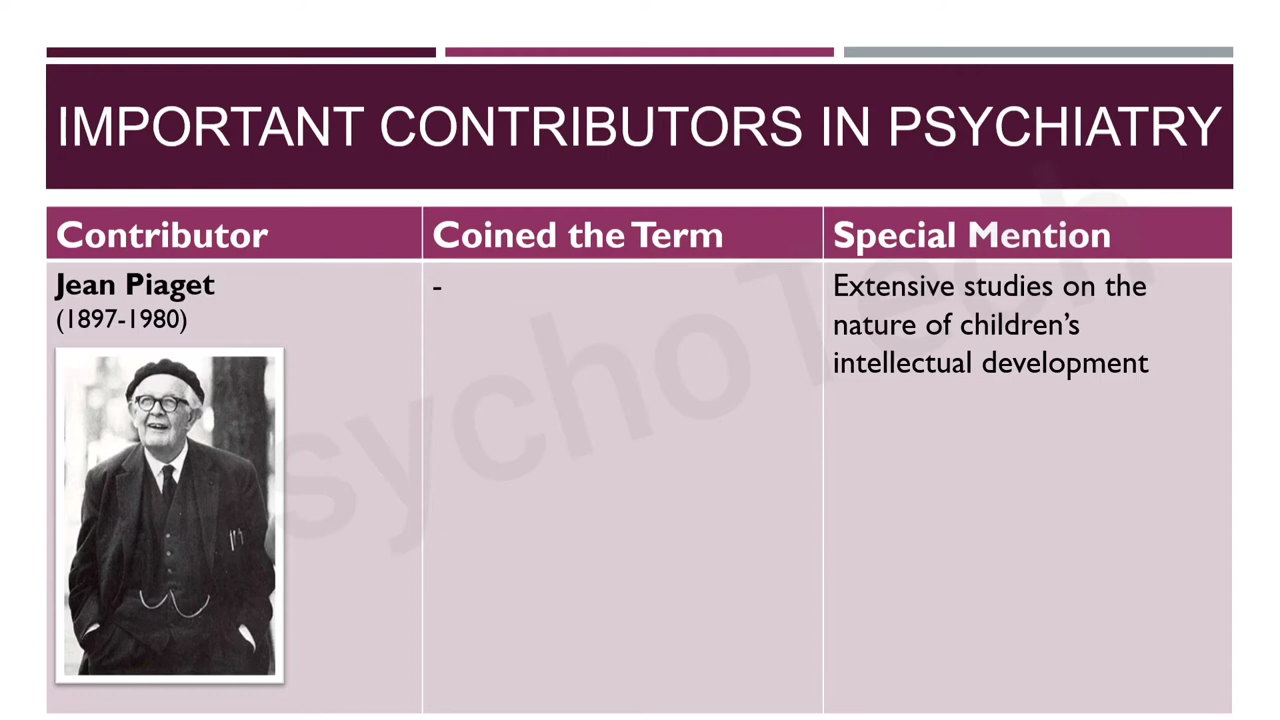 IMPORTANT CONTRIBUTORS IN PSYCHIATRY
Contributor
Coined the Term
Special Mention
Jean Piaget
(1897-1980)
-
Extensive studies on the
nature of children’s
intellectual development
sychoTech